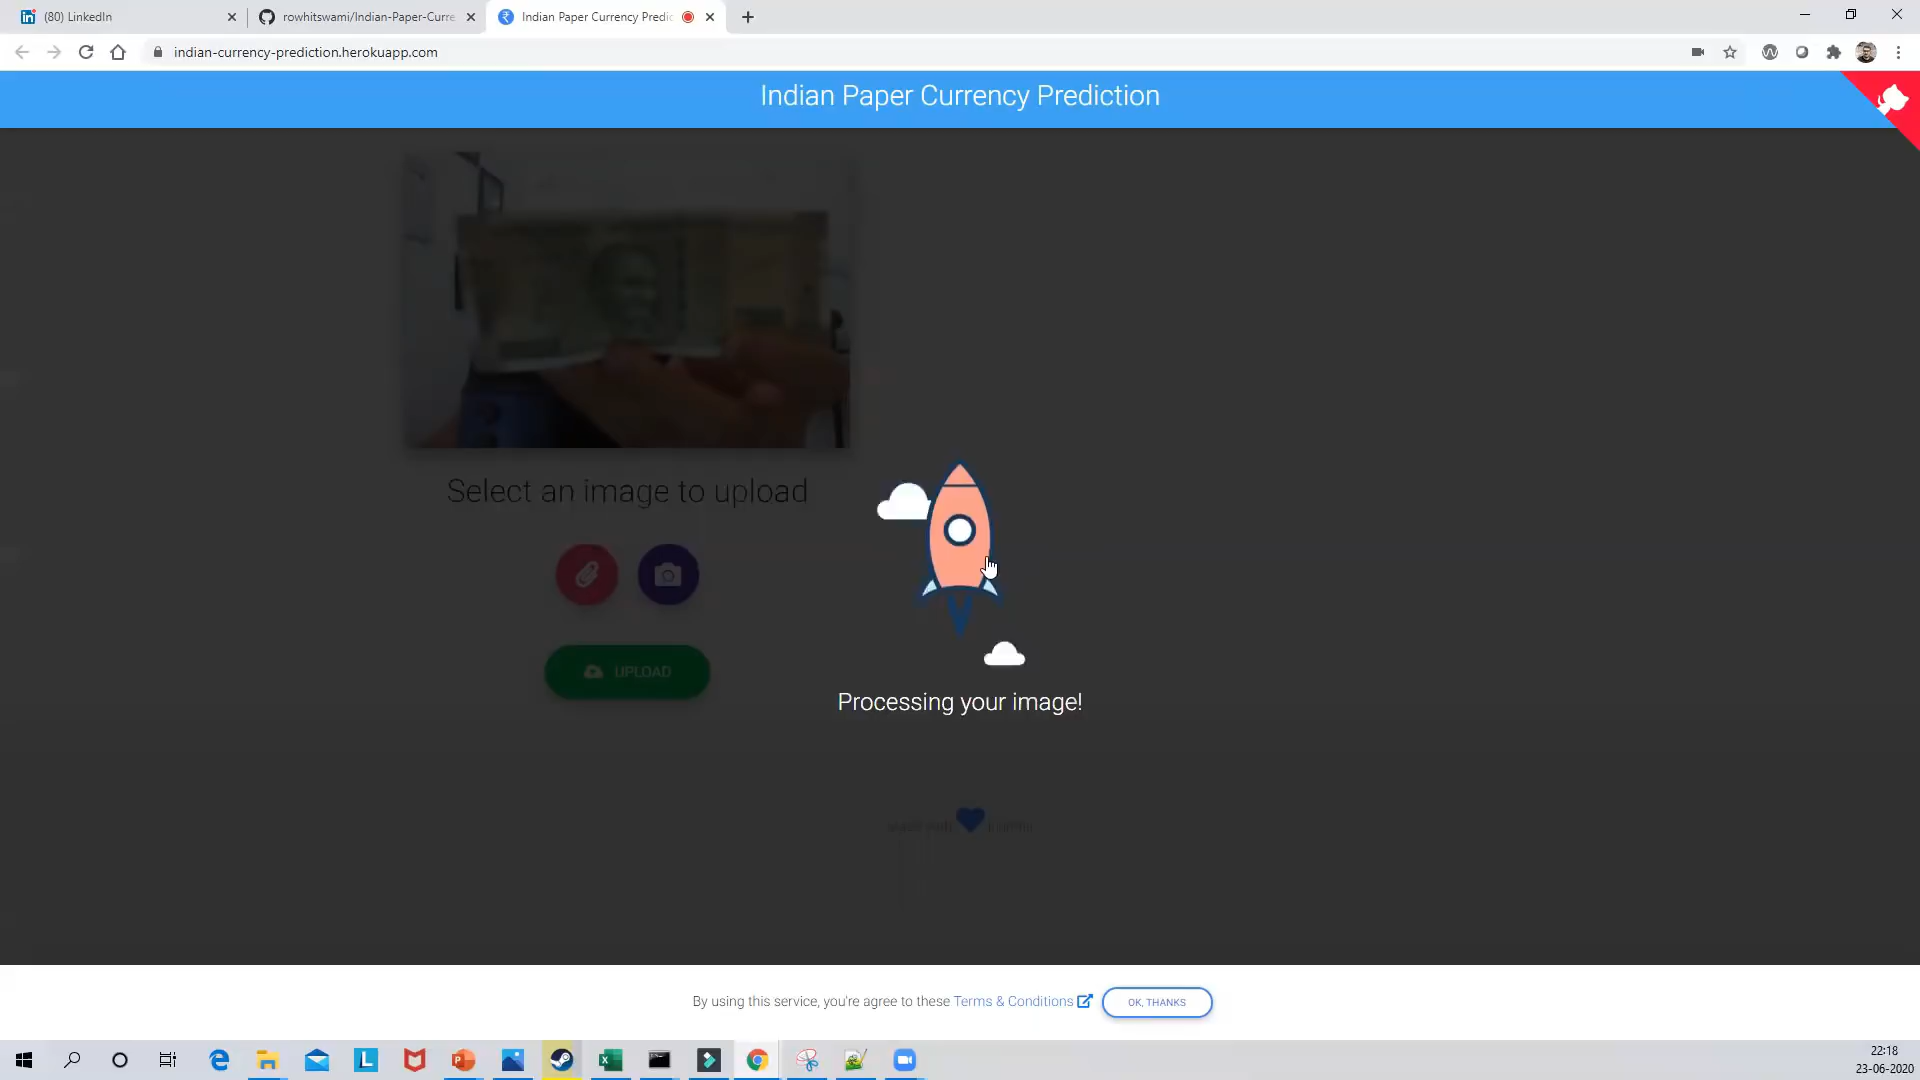 (80) LinkedIn
rowhitswami/Indian-Paper-Curre
Indian Paper Currency Predic
indian-currency-prediction.herokuapp.com
Indian Paper Currency Prediction
Select an image to upload
UPLOAD
Processing your image!
By using this service, you're agree to these Terms & Conditions OK, THANKS
22:18
23-06-2020